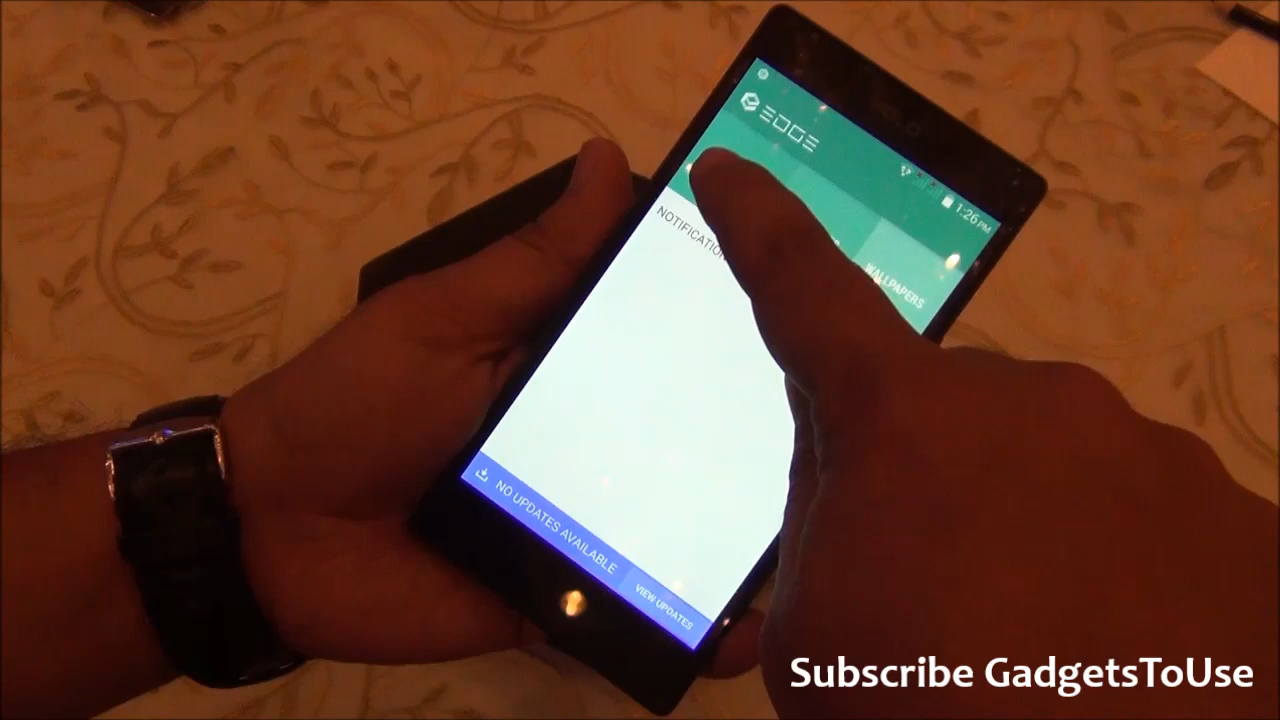 EDGE
1:26 PM
NOTIFICATION
WALLPAPERS
NO UPDATES AVAILABLE
VIEW UPDATES
Subscribe GadgetsToUse